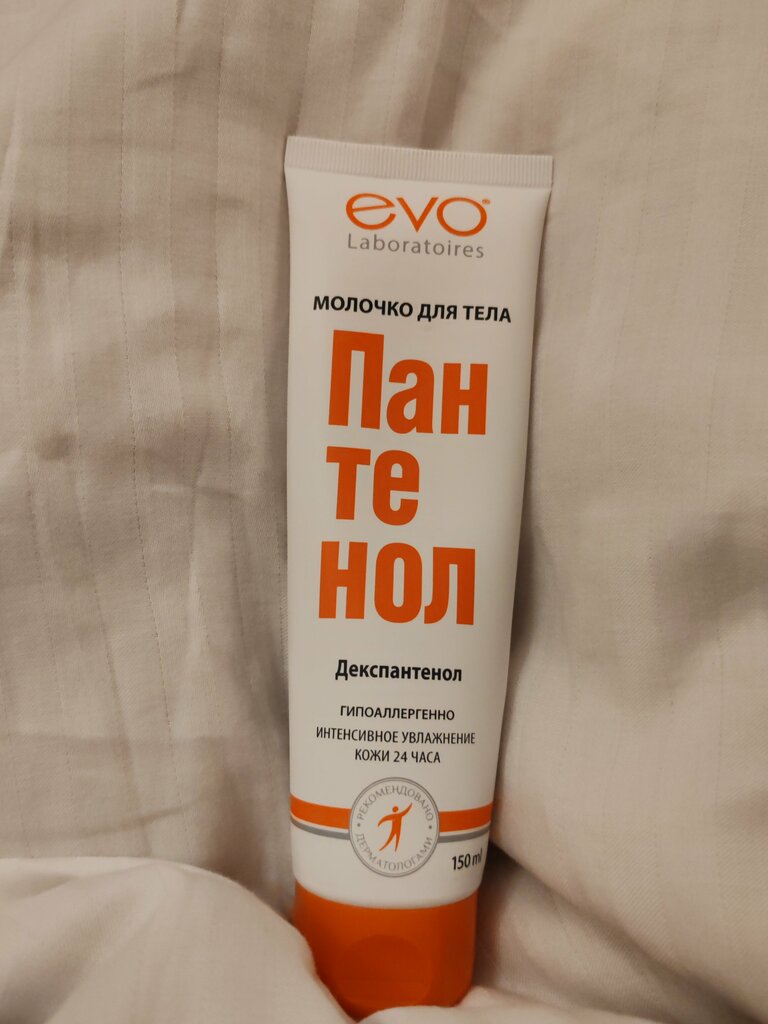 evo®
Laboratoires
МОЛОЧКО ДЛЯ ТЕЛА
Пан
те
нол
Декспантенол
ГИПОАЛЛЕРГЕННО
ИНТЕНСИВНОЕ УВЛАЖНЕНИЕ
КОЖИ 24 ЧАСА
• РЕКОМЕНДОВАНО •
ДЕРМАТОЛОГАМИ
150 ml